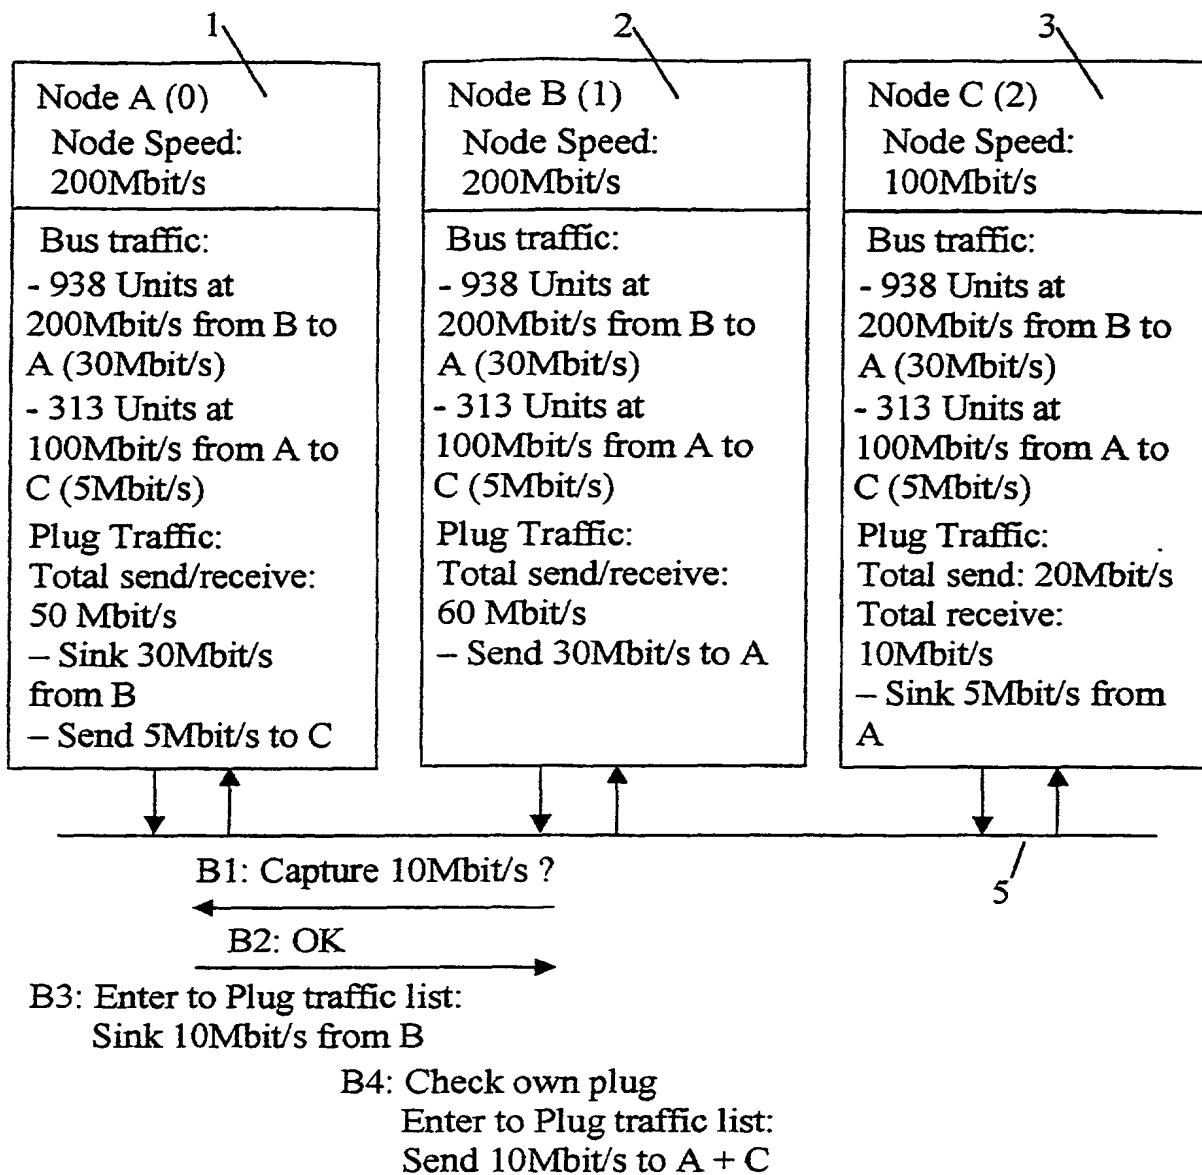 1
2
3
Node A (0)
Node Speed:
200Mbit/s
Bus traffic:
- 938 Units at
200Mbit/s from B to
A (30Mbit/s)
- 313 Units at
100Mbit/s from A to
C (5Mbit/s)
Plug Traffic:
Total send/receive:
50 Mbit/s
– Sink 30Mbit/s
from B
– Send 5Mbit/s to C
Node B (1)
Node Speed:
200Mbit/s
Bus traffic:
- 938 Units at
200Mbit/s from B to
A (30Mbit/s)
- 313 Units at
100Mbit/s from A to
C (5Mbit/s)
Plug Traffic:
Total send/receive:
60 Mbit/s
– Send 30Mbit/s to A
Node C (2)
Node Speed:
100Mbit/s
Bus traffic:
- 938 Units at
200Mbit/s from B to
A (30Mbit/s)
- 313 Units at
100Mbit/s from A to
C (5Mbit/s)
Plug Traffic:
Total send: 20Mbit/s
Total receive:
10Mbit/s
– Sink 5Mbit/s from
A
5
B1: Capture 10Mbit/s ?
B2: OK
B3: Enter to Plug traffic list:
Sink 10Mbit/s from B
B4: Check own plug
Enter to Plug traffic list:
Send 10Mbit/s to A + C